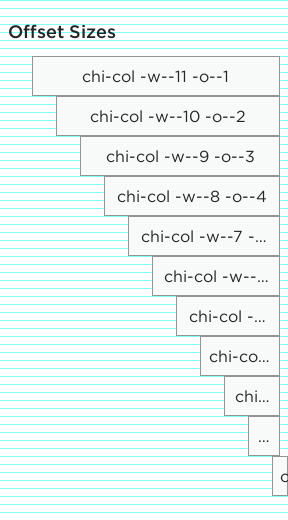 Offset Sizes
chi-col -w--11 -o--1
chi-col -w--10 -o--2
chi-col -w--9 -o--3
chi-col -w--8 -o--4
chi-col -w--7 -...
chi-col -w--...
chi-col -...
chi-co...
chi...
...
c